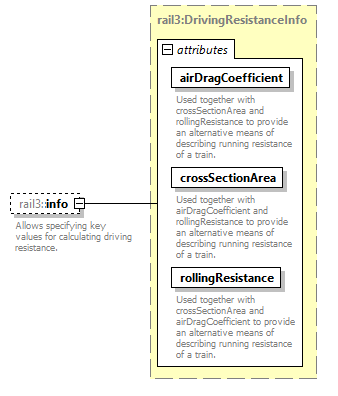 rail3:DrivingResistanceInfo
attributes
airDragCoefficient
Used together with
crossSectionArea and
rollingResistance to provide
an alternative means of
describing running resistance
of a train.
crossSectionArea
Used together with
airDragCoefficient and
rollingResistance to provide
an alternative means of
describing running resistance
of a train.
rail3::info
Allows specifying key
values for calculating driving
resistance.
rollingResistance
Used together with
crossSectionArea and
airDragCoefficient to provide
an alternative means of
describing running resistance
of a train.